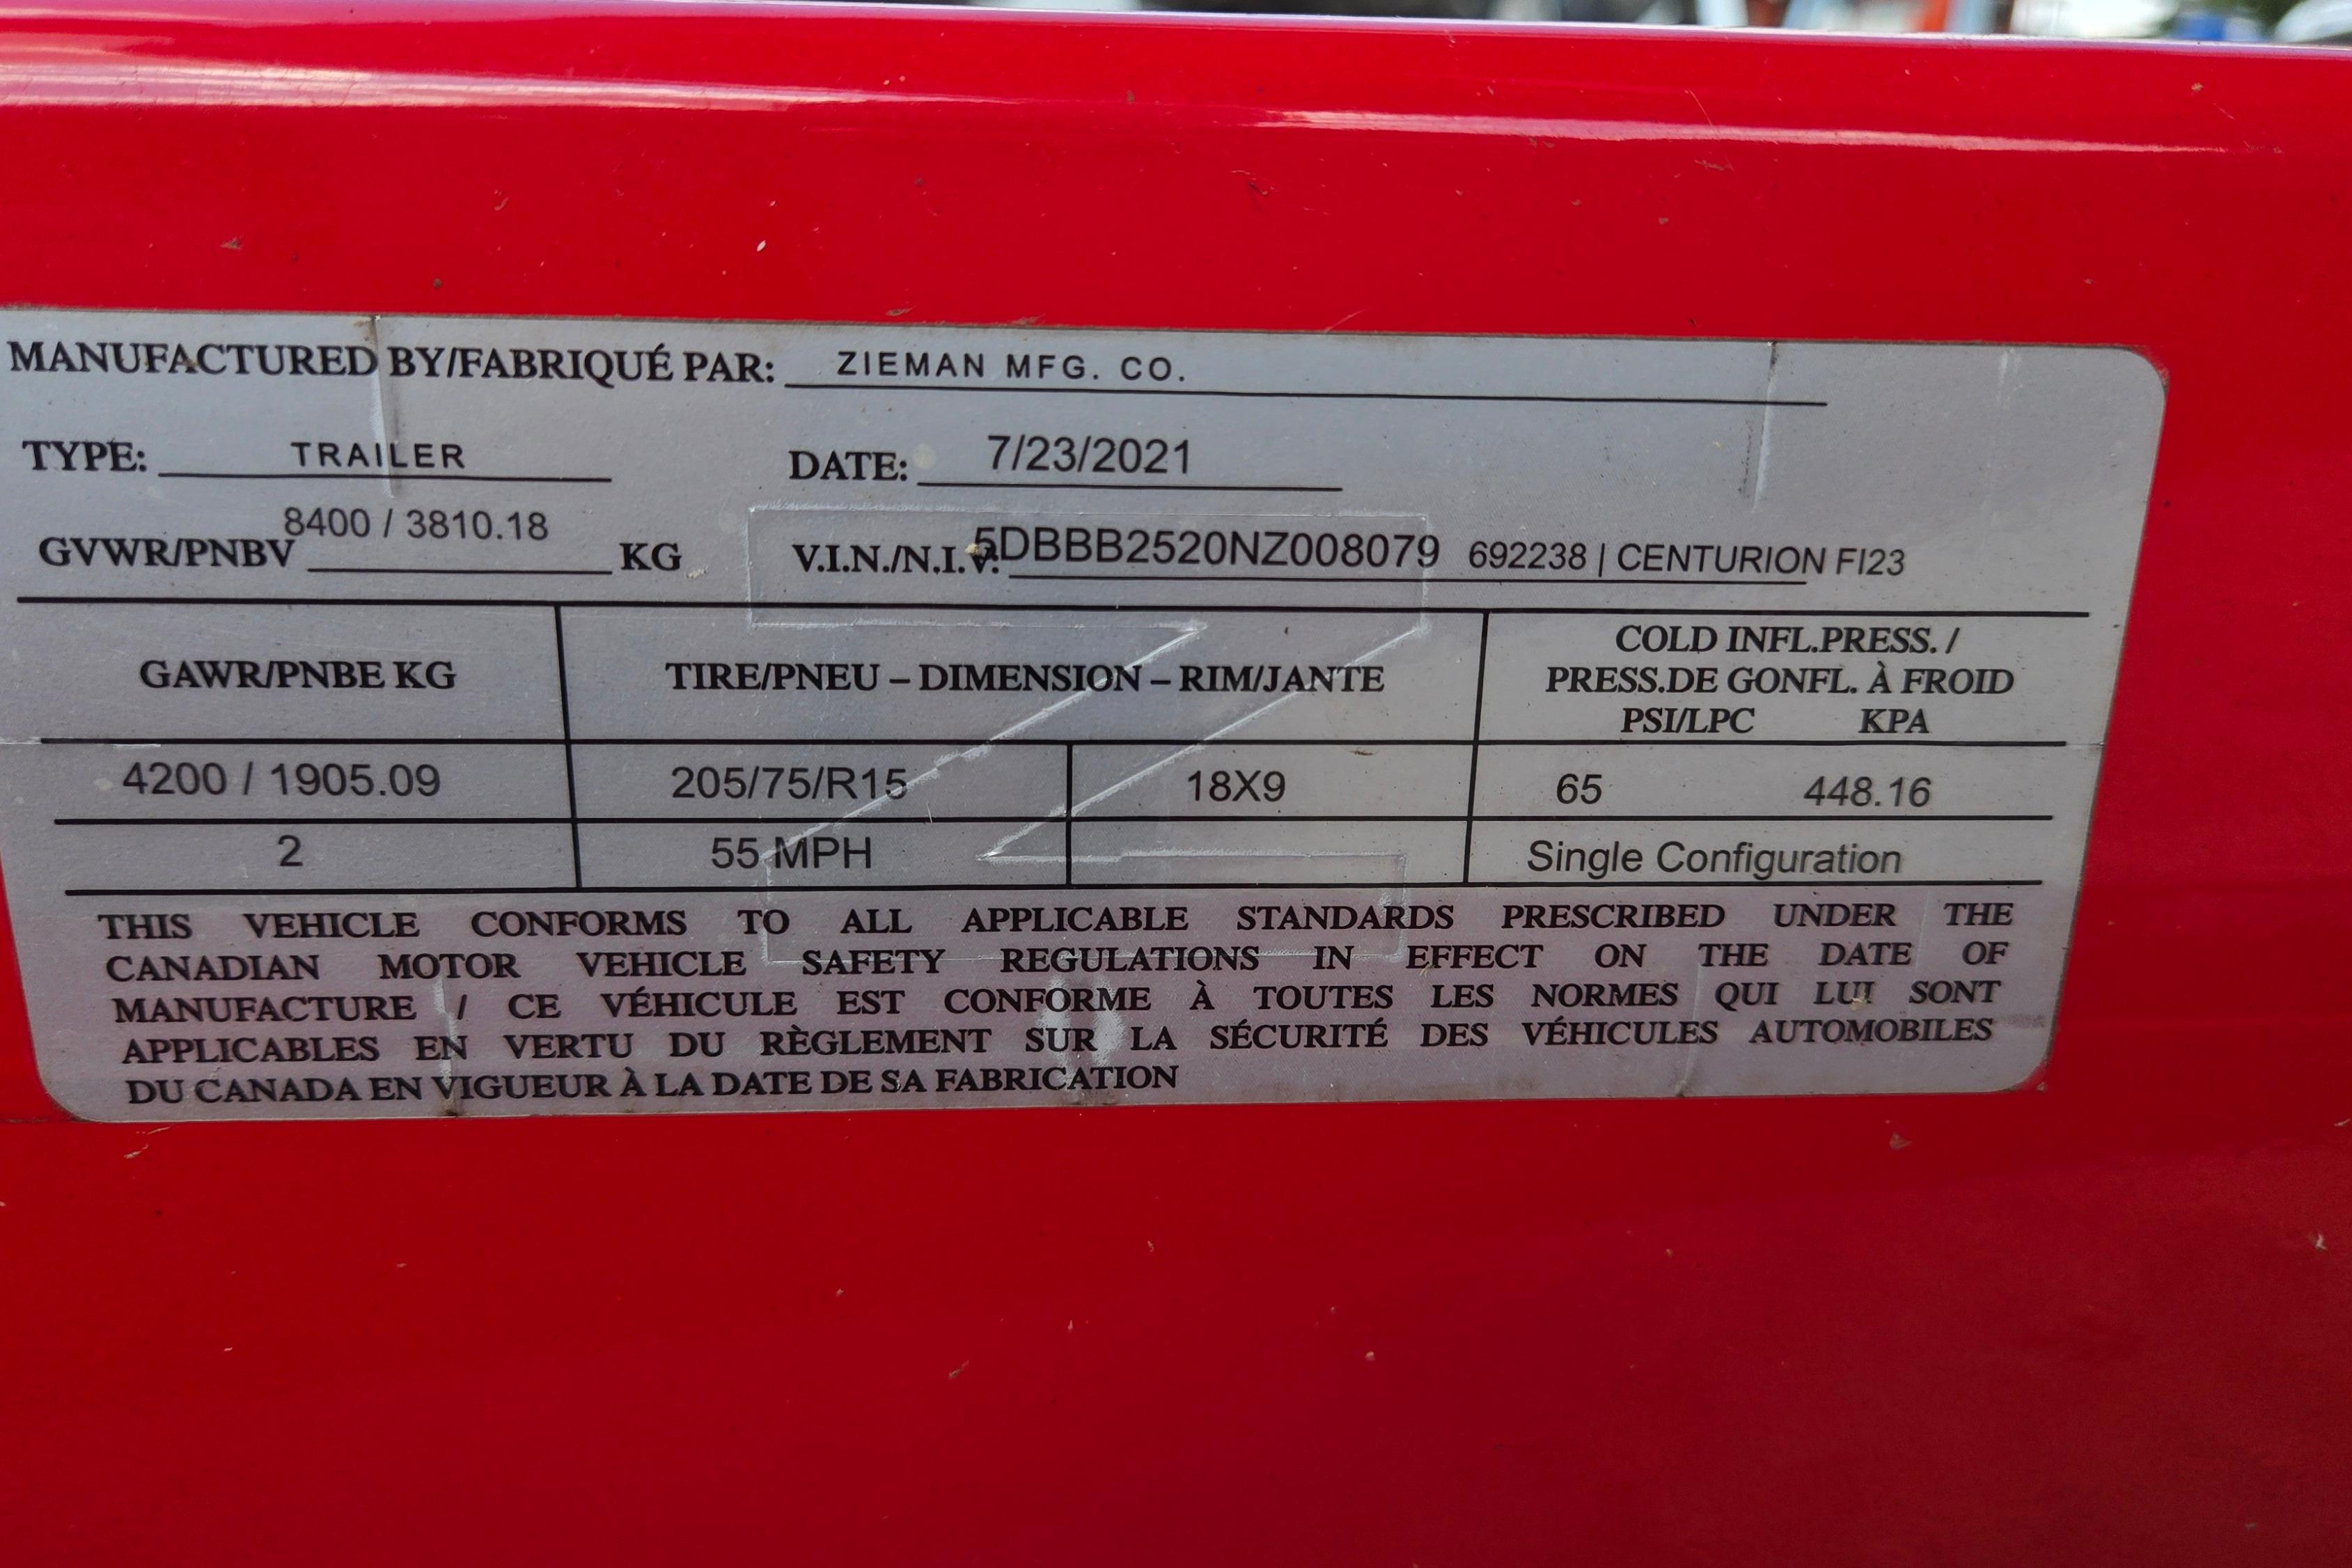 MANUFACTURED BY/FABRIQUÉ PAR: ZIEMAN MFG. CO.
TYPE: TRAILER DATE: 7/23/2021
GVWR/PNBV 8400 / 3810.18 KG V.I.N./N.I.V: 5DBBB2520NZ008079 692238 | CENTURION FI23
GAWR/PNBE KG TIRE/PNEU – DIMENSION – RIM/JANTE COLD INFL.PRESS. /
PRESS.DE GONFL. À FROID
PSI/LPC KPA
4200 / 1905.09 205/75/R15 18X9 65 448.16
2 55 MPH Single Configuration
THIS VEHICLE CONFORMS TO ALL APPLICABLE STANDARDS PRESCRIBED UNDER THE
CANADIAN MOTOR VEHICLE SAFETY REGULATIONS IN EFFECT ON THE DATE OF
MANUFACTURE / CE VÉHICULE EST CONFORME À TOUTES LES NORMES QUI LUI SONT
APPLICABLES EN VERTU DU RÈGLEMENT SUR LA SÉCURITÉ DES VÉHICULES AUTOMOBILES
DU CANADA EN VIGUEUR À LA DATE DE SA FABRICATION